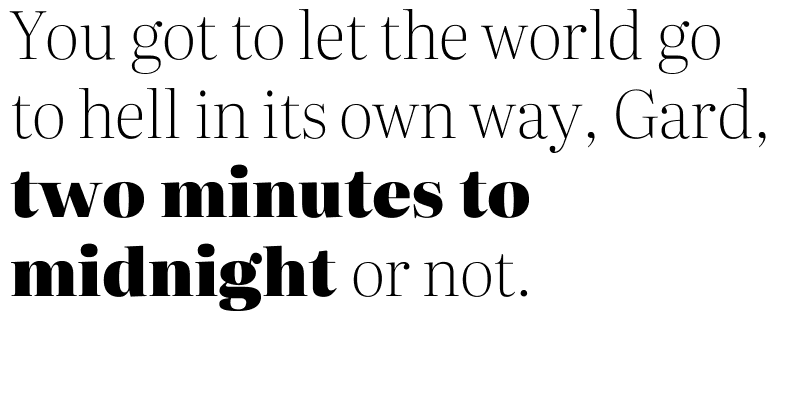 You got to let the world go
to hell in its own way, Gard,
two minutes to
midnight or not.